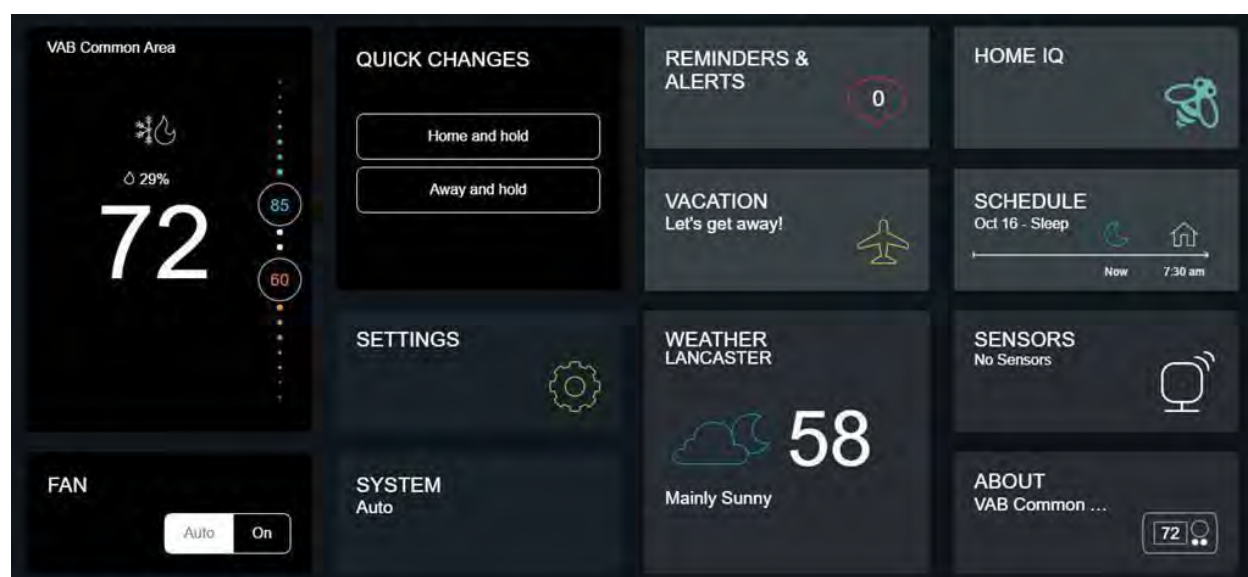 VAB Common Area
29%
72
85
60
FAN
Auto
On
QUICK CHANGES
Home and hold
Away and hold
SETTINGS
SYSTEM
Auto
REMINDERS &
ALERTS
0
VACATION
Let's get away!
WEATHER
LANCASTER
58
Mainly Sunny
HOME IQ
SCHEDULE
Oct 16 - Sleep
Now
7:30 am
SENSORS
No Sensors
ABOUT
VAB Common ...
72